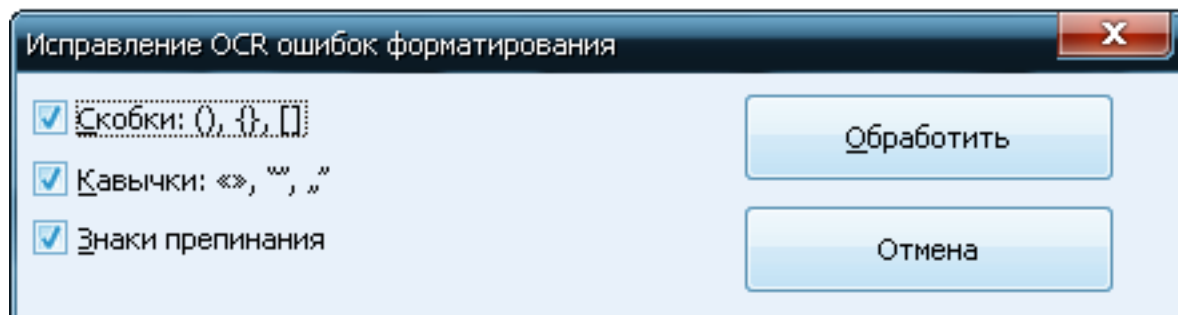 Исправление OCR ошибок форматирования
Скобки: (), {}, []
Обработить
Кавычки: «», “”, „”
Знаки препинания
Отмена